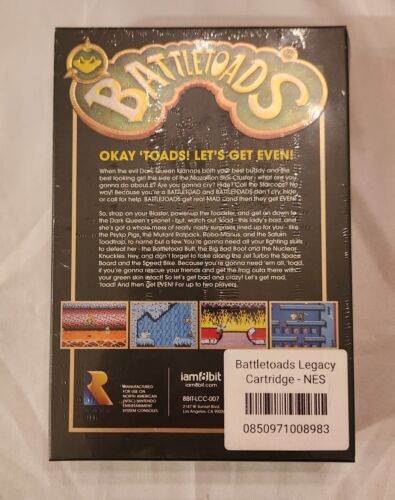 BATTLETOADS
OKAY 'TOADS! LET'S GET EVEN!
When the evil Dark Queen kidnaps both your best buddy and the
best looking girl this side of the Mazallion Star-Cluster - what are you
gonna do about it? Are you gonna cry? Hide? Call the Starcops? No
way! Because you're a BATTLETOAD and BATTLETOADS don't cry, hide,
or call for help. BATTLETOADS get real MAD and then they get EVEN!
So, strap on your Blaster, power-up the Toadster, and get on down to
the Dark Queen's planet - but, watch out 'Toad - this lady's bad, and
she's got a whole mess of really nasty surprises lined up for you - like
the Psyko Pigs, the Mutant Ratpack, Robo-Manus, and the Saturn
Toadtrap, to name but a few. You're gonna need all your fighting skills
to defeat her - the Battletoad Butt, the Big Bad Boot and the Nuclear
Knuckles. Hey, and don't forget to fake along the Jet Turbo the Space
Board and the Speed Bike. Because you're gonna need 'em all, 'toad,
if you're gonna rescue your friends and get the frog outa there with
your green skin intact! So let's get bad and crazy! Let's get mad,
'toad! And then get EVEN! For up to two players.
MANUFACTURED
FOR USE ON
NORTH AMERICAN
(NTSC) NINTENDO
ENTERTAINMENT
SYSTEM CONSOLES
iam8bit
iam8bit.com
8BIT-LCC-007
2147 W Sunset Blvd.
Los Angeles, CA 90026
Battletoads Legacy
Cartridge - NES
0850971008983